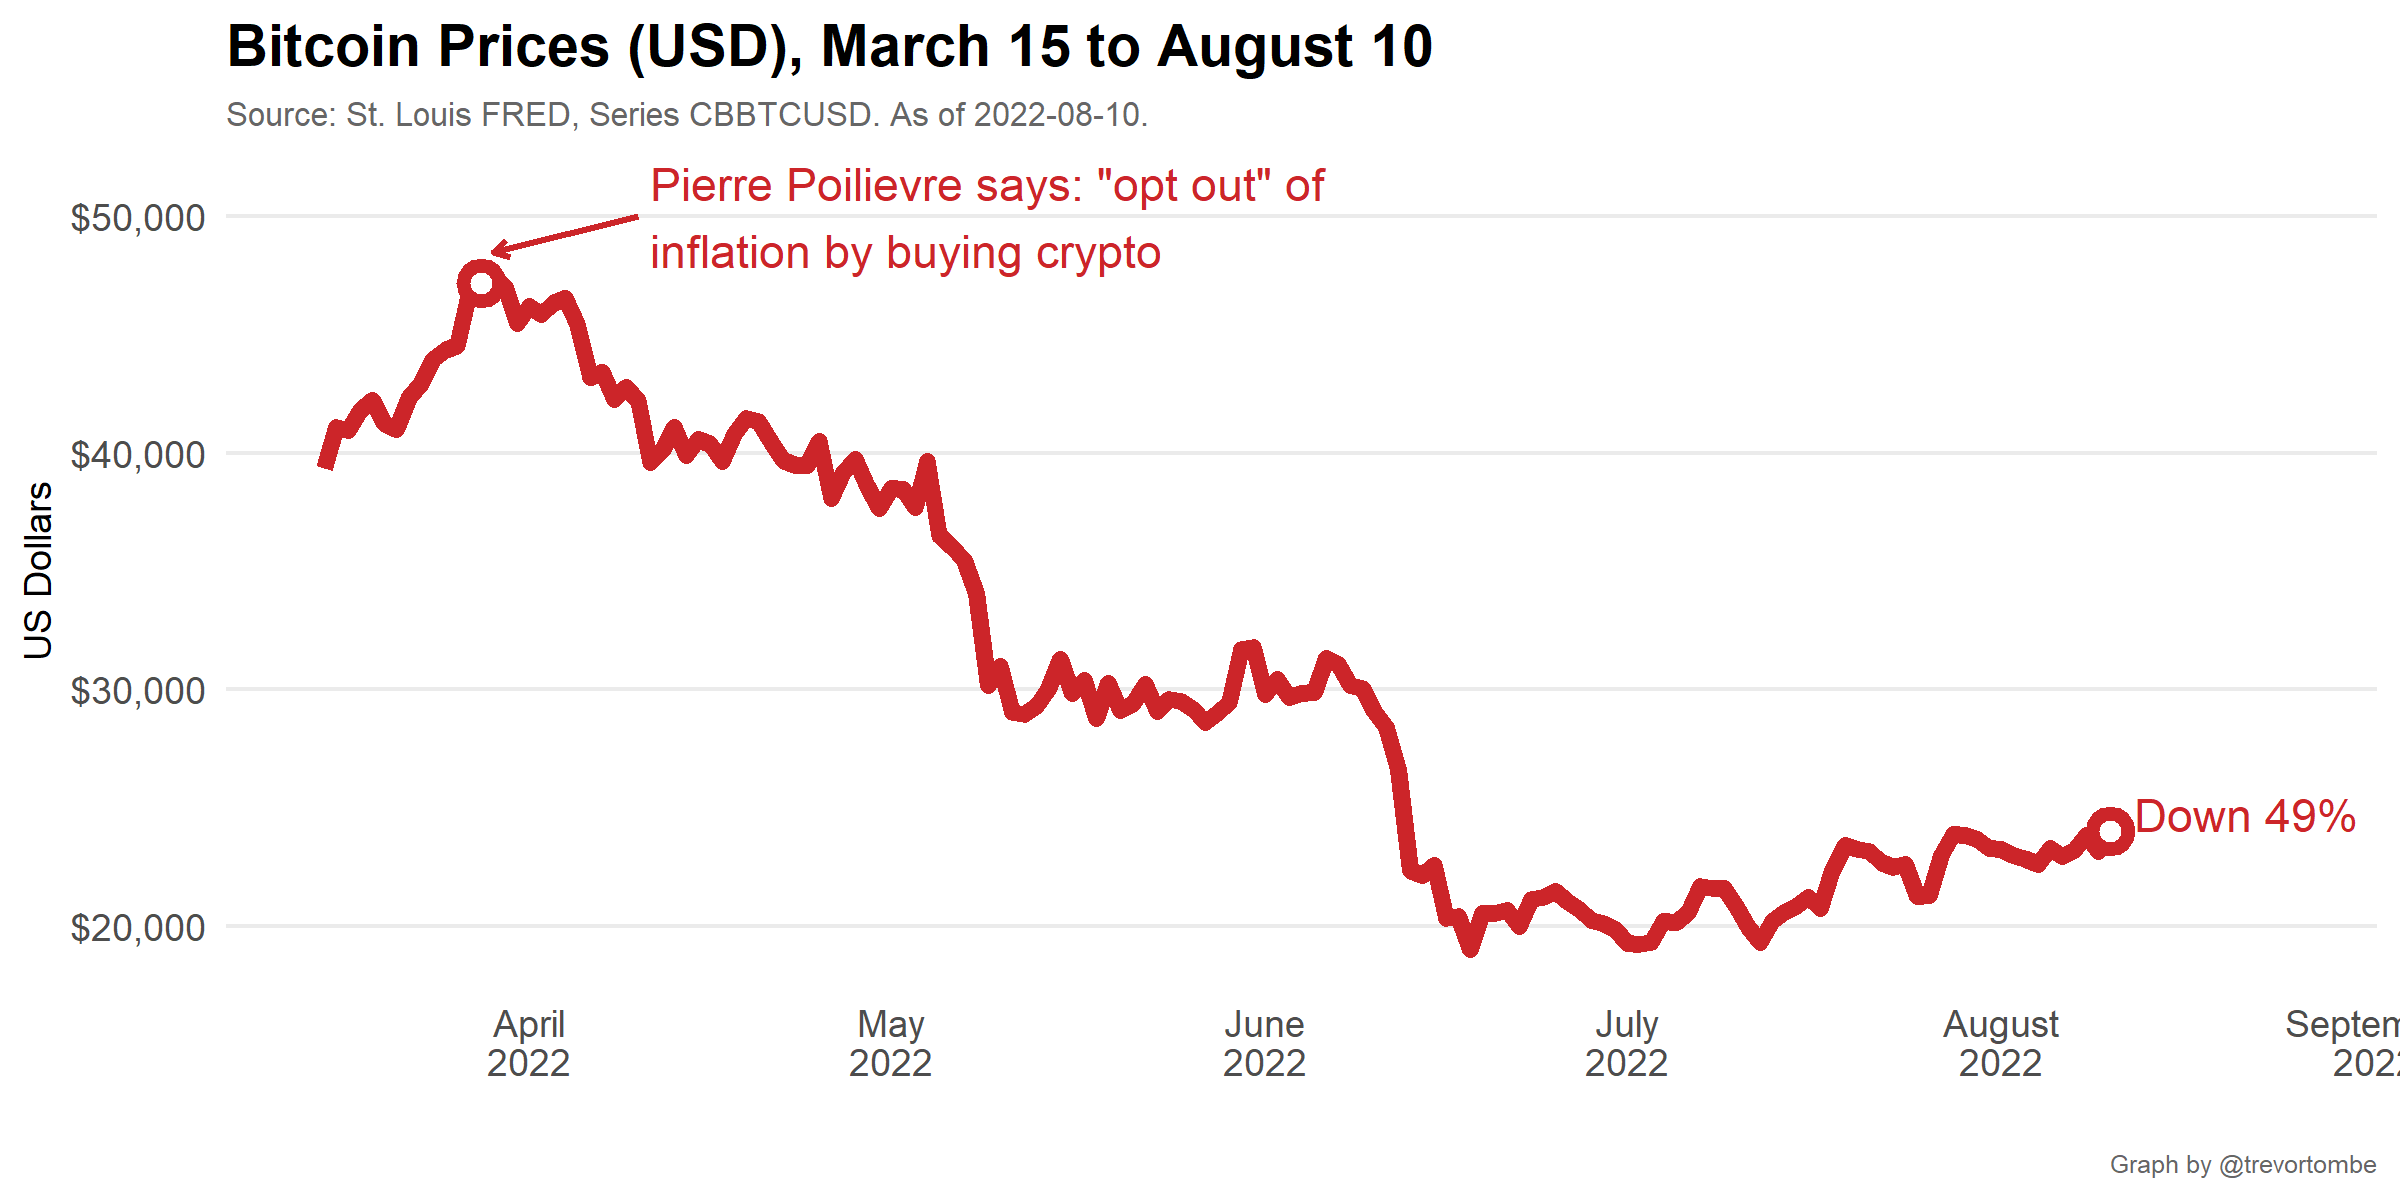 Bitcoin Prices (USD), March 15 to August 10
Source: St. Louis FRED, Series CBBTCUSD. As of 2022-08-10.
Pierre Poilievre says: "opt out" of
inflation by buying crypto
$50,000
$40,000
$30,000
$20,000
US Dollars
Down 49%
April
2022
May
2022
June
2022
July
2022
August
2022
Septem
202
Graph by @trevortombe